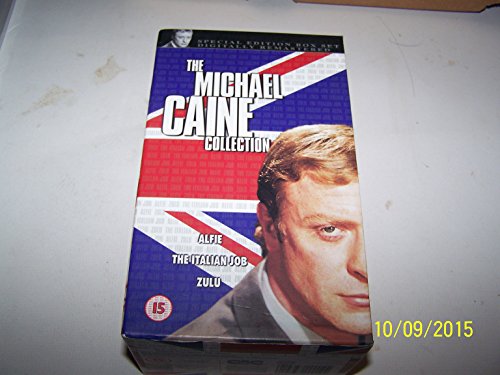 SPECIAL EDITION BOX SET
DIGITALLY REMASTERED
THE
MICHAEL
CAINE
COLLECTION
ALFIE
THE ITALIAN JOB
ZULU
15
10/09/2015